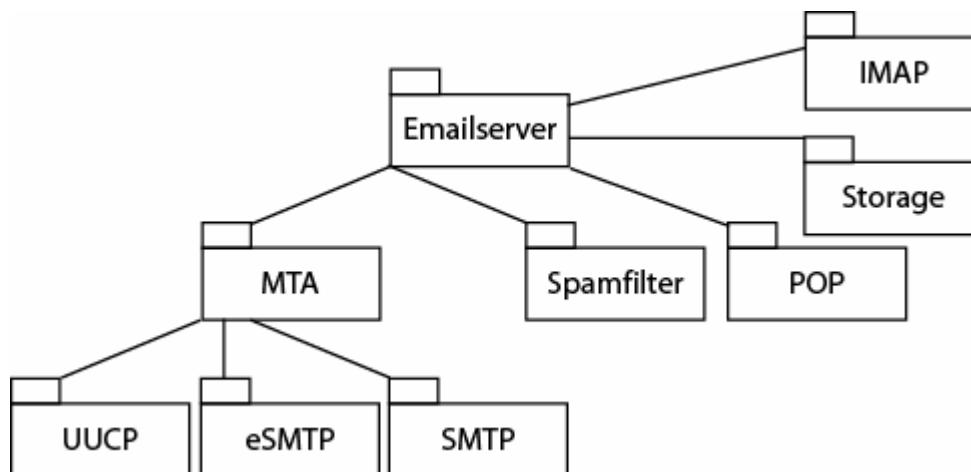 IMAP
Emailserver
Storage
MTA
Spamfilter
POP
UUCP
eSMTP
SMTP